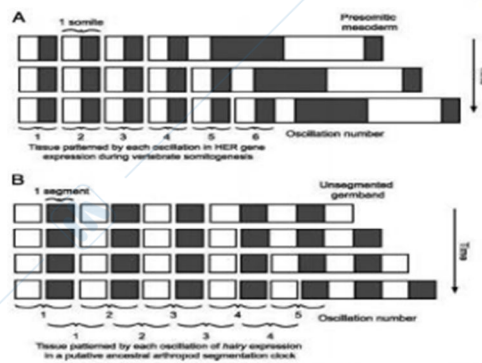 A
1 somite
Presomitic
mesoderm
1 2 3 4 5 6 Oscillation number
Tissue patterned by each oscillation in HER gene
expression during vertebrate somitogenesis
B
1 segment
Unsegmented
germband
Time
1 2 3 4 5 Oscillation number
1 2 3 4
Tissue patterned by each oscillation of hairy expression
in a putative ancestral arthropod segmentation clock